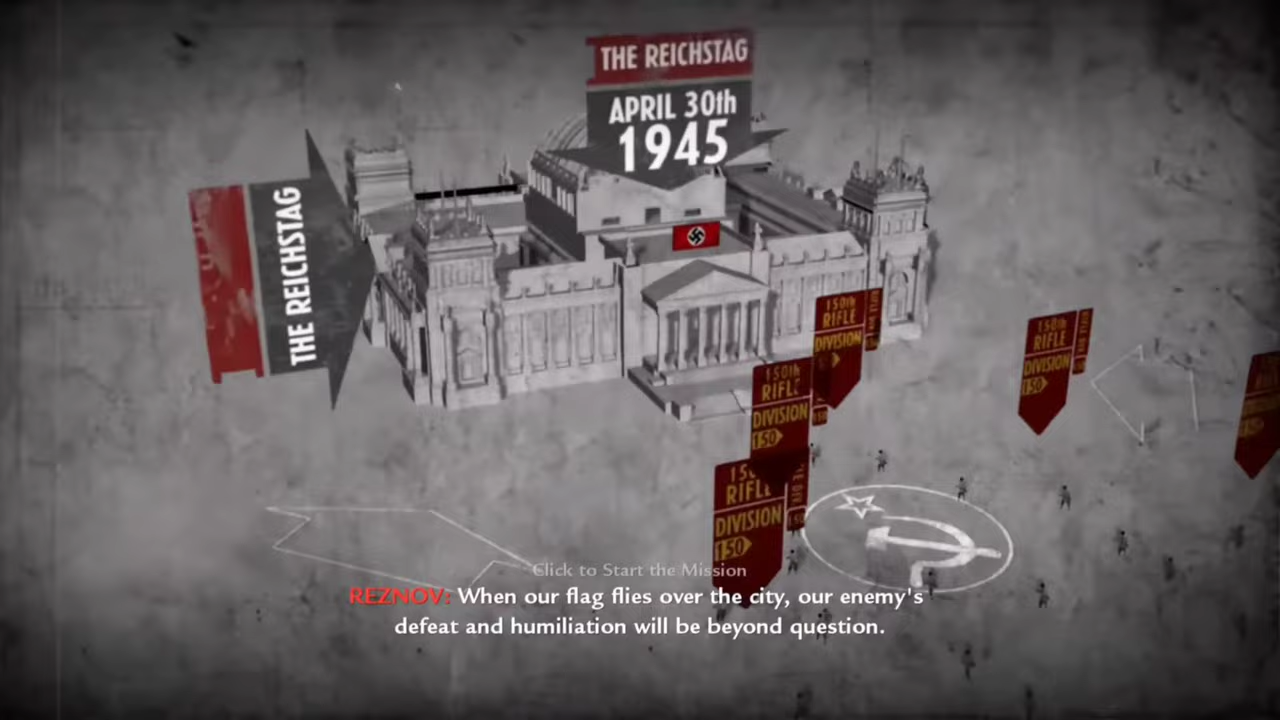 THE REICHSTAG
APRIL 30th
1945
THE REICHSTAG
150th
RIFLE
DIVISION
150
150th
RIFLE
DIVISION
150
150th
RIFLE
DIVISION
150
RIFLE
DIVISION
150
Click to Start the Mission
REZNOV: When our flag flies over the city, our enemy's
defeat and humiliation will be beyond question.